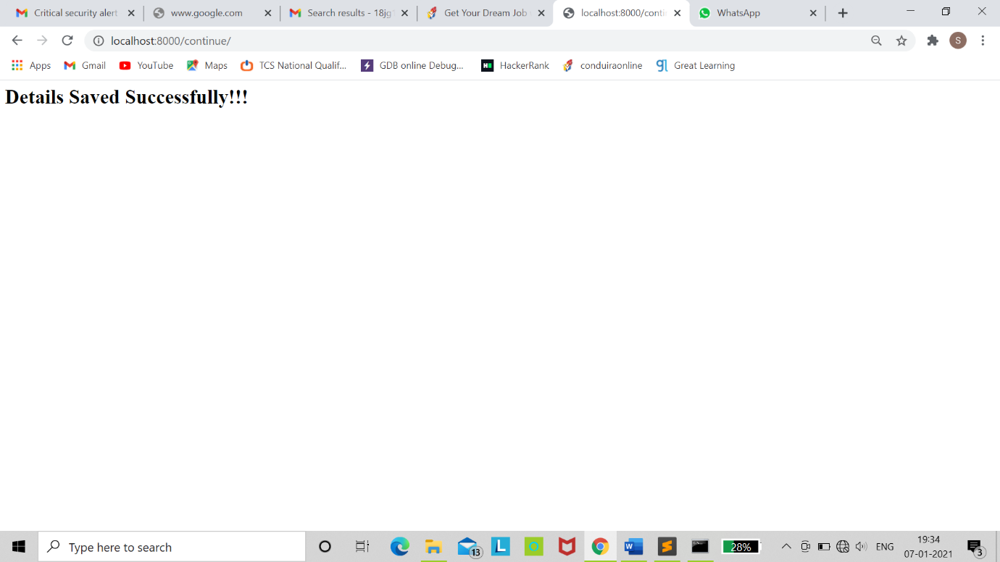 Critical security alert
www.google.com
Search results - 18jg
Get Your Dream Job
localhost:8000/conti
WhatsApp
localhost:8000/continue/
S
Apps
Gmail
YouTube
Maps
TCS National Qualif...
GDB online Debug...
HackerRank
conduiraonline
Great Learning
Details Saved Successfully!!!
Type here to search
13
L
W
28%
ENG
19:34
07-01-2021
3